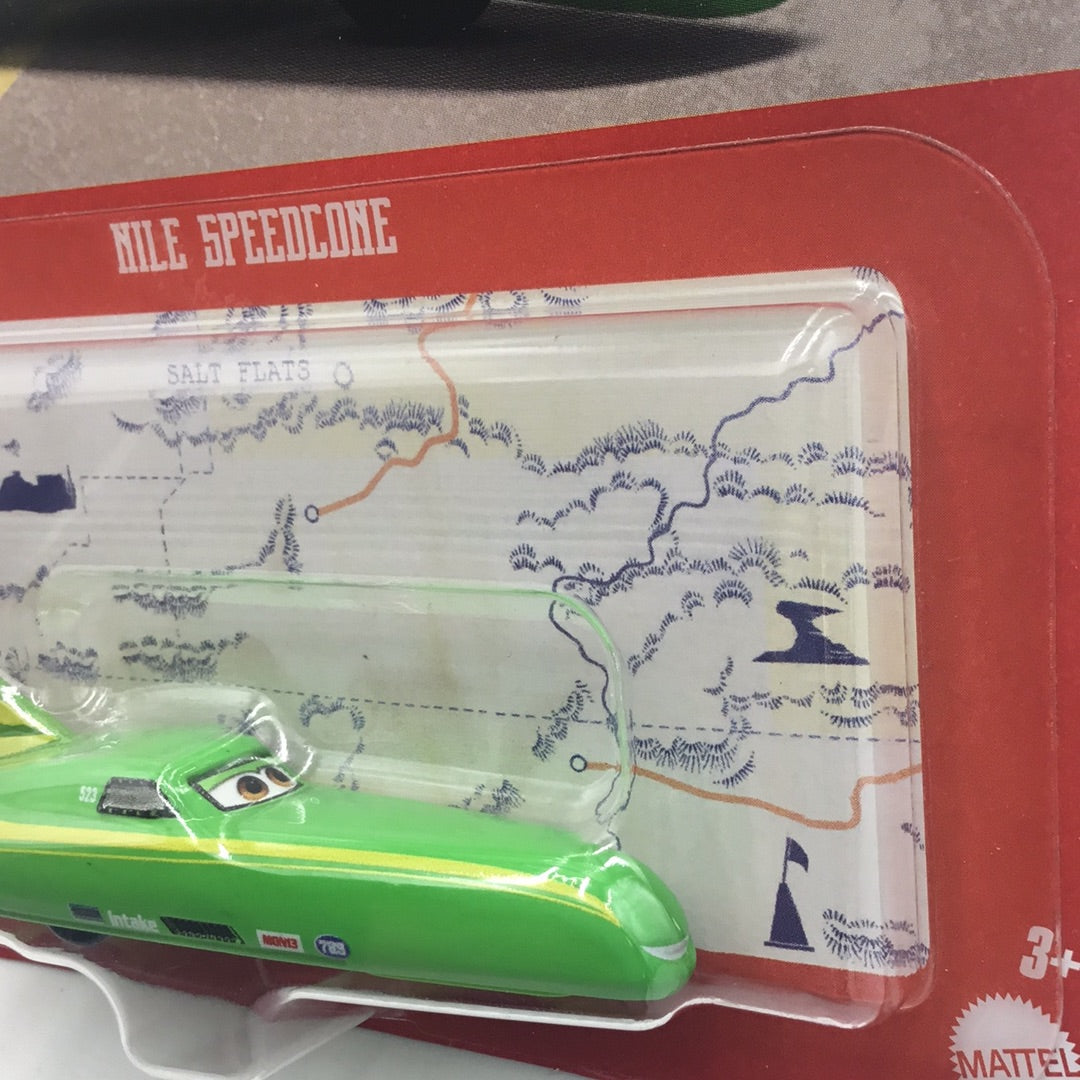 NILE SPEEDCONE
SALT FLATS
523
Intake
3+
MATTEL